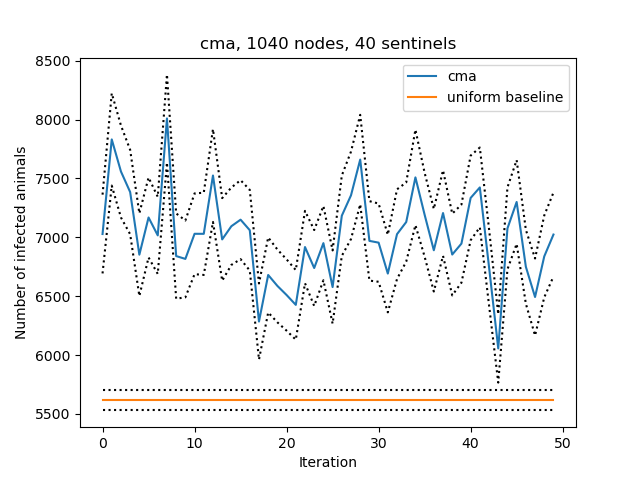 cma, 1040 nodes, 40 sentinels
cma
uniform baseline
Number of infected animals
8500
8000
7500
7000
6500
6000
5500
0 10 20 30 40 50
Iteration